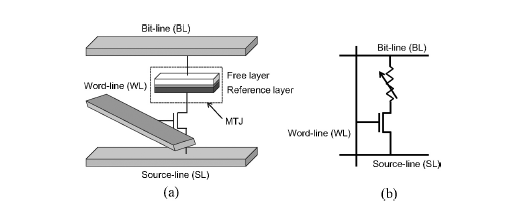 Bit-line (BL)
Free layer
Reference layer
Word-line (WL)
MTJ
Source-line (SL)
(a)
Bit-line (BL)
Word-line (WL)
Source-line (SL)
(b)